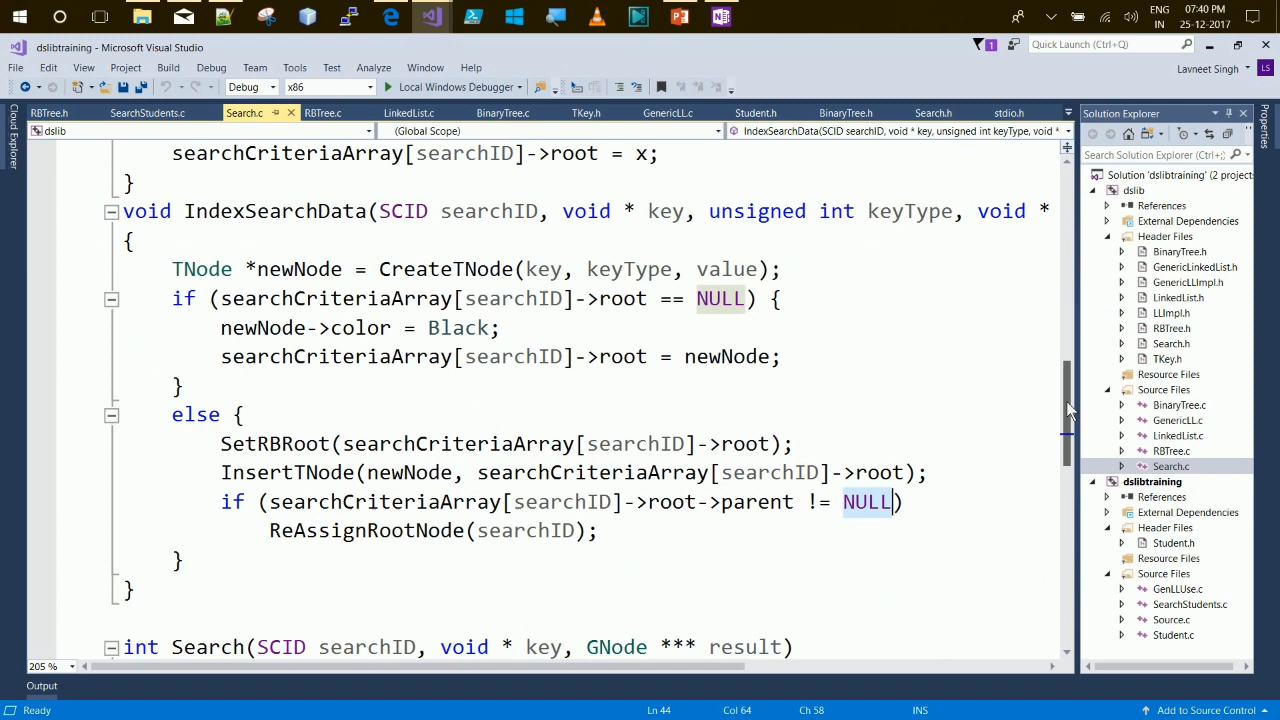 07:40 PM
ENG
IN
25-12-2017
dslibtraining - Microsoft Visual Studio
1
Quick Launch (Ctrl+Q)
File Edit View Project Build Debug Team Tools Test Analyze Window Help
Lavneet Singh LS
Debug x86 Local Windows Debugger
RBTree.h SearchStudents.c Search.c RBTree.c LinkedList.c BinaryTree.c TKey.h GenericLL.c Student.h BinaryTree.h Search.h stdio.h
dslib (Global Scope) IndexSearchData(SCID searchID, void * key, unsigned int keyType, void *
searchCriteriaArray[searchID]->root = x;
}
void IndexSearchData(SCID searchID, void * key, unsigned int keyType, void *
{
TNode *newNode = CreateTNode(key, keyType, value);
if (searchCriteriaArray[searchID]->root == NULL) {
newNode->color = Black;
searchCriteriaArray[searchID]->root = newNode;
}
else {
SetRBRoot(searchCriteriaArray[searchID]->root);
InsertTNode(newNode, searchCriteriaArray[searchID]->root);
if (searchCriteriaArray[searchID]->root->parent != NULL)
ReAssignRootNode(searchID);
}
}
int Search(SCID searchID, void * key, GNode *** result)
205 %
Cloud Explorer
Solution Explorer
Search Solution Explorer (Ctrl+;)
Solution 'dslibtraining' (2 projects
dslib
References
External Dependencies
Header Files
BinaryTree.h
GenericLinkedList.h
GenericLLImpl.h
LinkedList.h
LLImpl.h
RBTree.h
Search.h
TKey.h
Resource Files
Source Files
BinaryTree.c
GenericLL.c
LinkedList.c
RBTree.c
Search.c
dslibtraining
References
External Dependencies
Header Files
Student.h
Resource Files
Source Files
GenLLUse.c
SearchStudents.c
Source.c
Student.c
Properties
Output
Ready Ln 44 Col 64 Ch 58 INS Add to Source Control